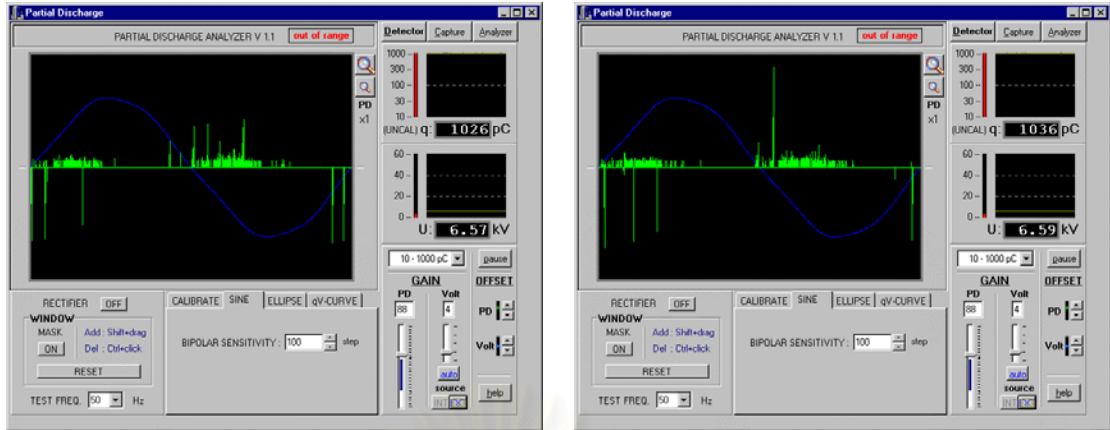 Partial Discharge
PARTIAL DISCHARGE ANALYZER V 1.1 out of range
Detector Capture Analyzer
1000
300
100
30
10
PD
x1
(UNCAL) q: 1026 pC
60
40
20
0
U: 6.57 kV
10 - 1000 pC pause
GAIN OFFSET
PD Volt
88 4 PD
Volt
auto
source
INT EX
help
RECTIFIER OFF
WINDOW
MASK Add : Shift+drag
ON Del : Ctrl+click
RESET
TEST FREQ. 50 Hz
CALIBRATE SINE ELLIPSE qV-CURVE
BIPOLAR SENSITIVITY : 100 step
Partial Discharge
PARTIAL DISCHARGE ANALYZER V 1.1 out of range
Detector Capture Analyzer
1000
300
100
30
10
PD
x1
(UNCAL) q: 1036 pC
60
40
20
0
U: 6.59 kV
10 - 1000 pC pause
GAIN OFFSET
PD Volt
88 4 PD
Volt
auto
source
INT EX
help
RECTIFIER OFF
WINDOW
MASK Add : Shift+drag
ON Del : Ctrl+click
RESET
TEST FREQ. 50 Hz
CALIBRATE SINE ELLIPSE qV-CURVE
BIPOLAR SENSITIVITY : 100 step